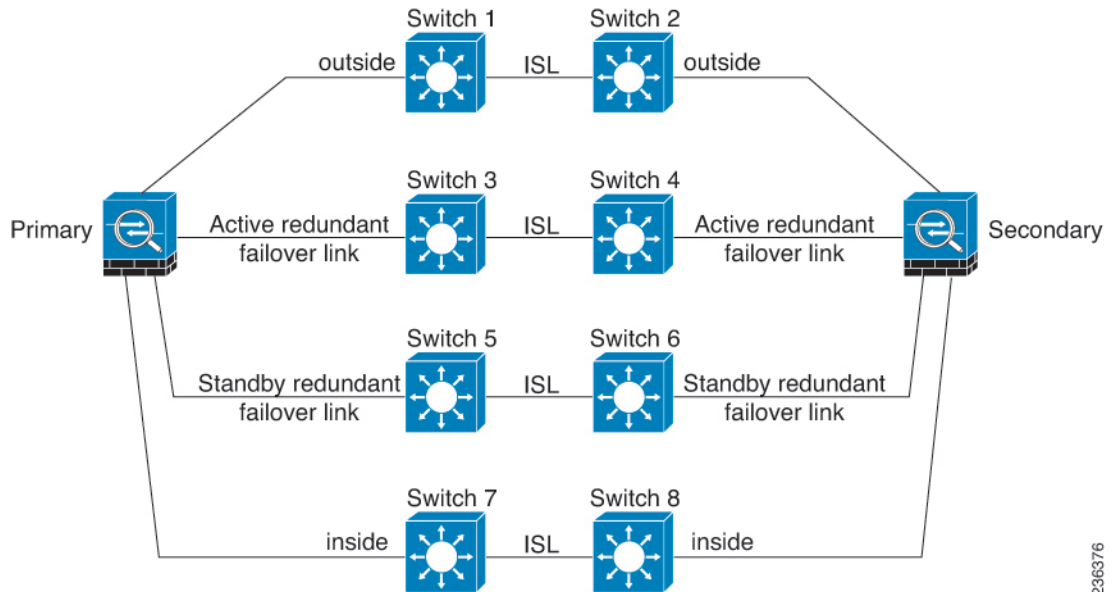 Switch 1
Switch 2
outside
ISL
outside
Switch 3
Switch 4
Primary
Active redundant
failover link
ISL
Active redundant
failover link
Secondary
Switch 5
Switch 6
Standby redundant
failover link
ISL
Standby redundant
failover link
Switch 7
Switch 8
inside
ISL
inside
236376